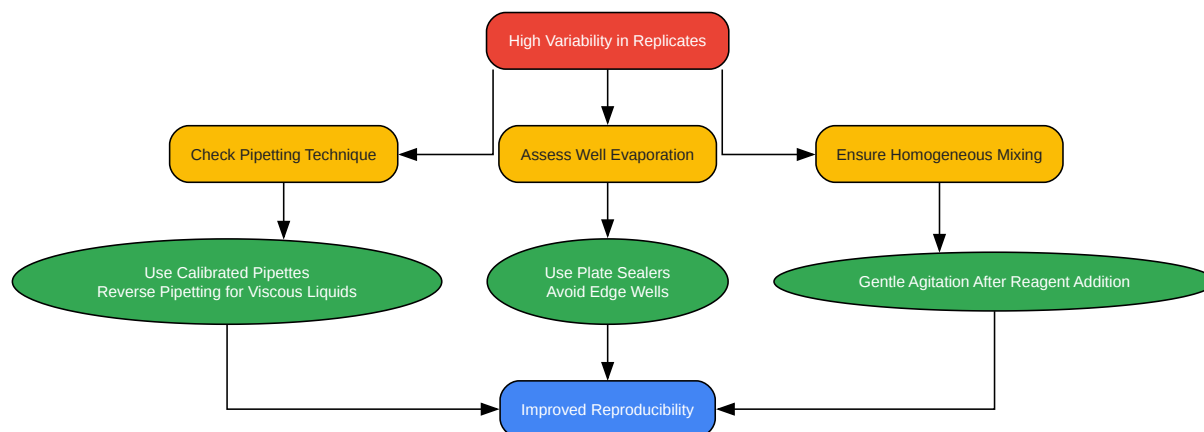 High Variability in Replicates
Check Pipetting Technique
Assess Well Evaporation
Ensure Homogeneous Mixing
Use Calibrated Pipettes
Reverse Pipetting for Viscous Liquids
Use Plate Sealers
Avoid Edge Wells
Gentle Agitation After Reagent Addition
Improved Reproducibility